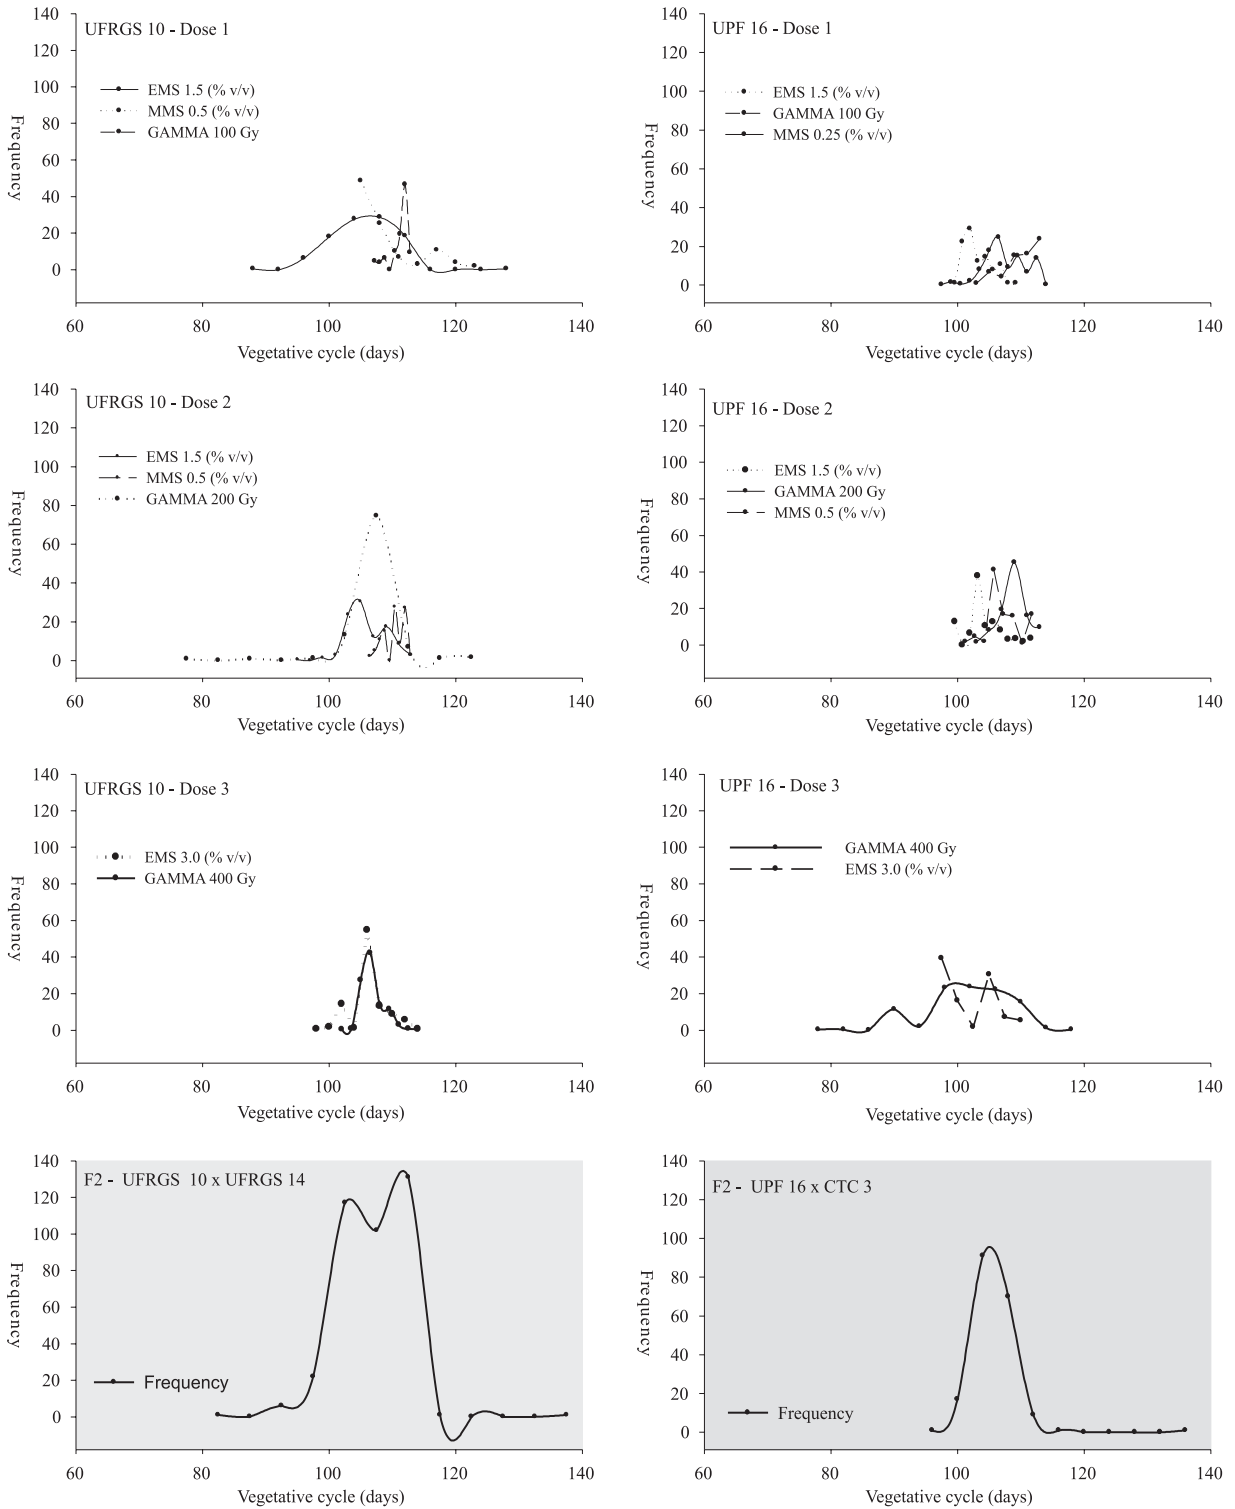 UFRGS 10 - Dose 1
EMS 1.5 (% v/v)
MMS 0.5 (% v/v)
GAMMA 100 Gy
Frequency
140
120
100
80
60
40
20
0
60 80 100 120 140
Vegetative cycle (days)
UPF 16 - Dose 1
EMS 1.5 (% v/v)
GAMMA 100 Gy
MMS 0.25 (% v/v)
Frequency
140
120
100
80
60
40
20
0
60 80 100 120 140
Vegetative cycle (days)
UFRGS 10 - Dose 2
EMS 1.5 (% v/v)
MMS 0.5 (% v/v)
GAMMA 200 Gy
Frequency
140
120
100
80
60
40
20
0
60 80 100 120 140
Vegetative cycle (days)
UPF 16 - Dose 2
EMS 1.5 (% v/v)
GAMMA 200 Gy
MMS 0.5 (% v/v)
Frequency
140
120
100
80
60
40
20
0
60 80 100 120 140
Vegetative cycle (days)
UFRGS 10 - Dose 3
EMS 3.0 (% v/v)
GAMMA 400 Gy
Frequency
140
120
100
80
60
40
20
0
60 80 100 120 140
Vegetative cycle (days)
UPF 16 - Dose 3
GAMMA 400 Gy
EMS 3.0 (% v/v)
Frequency
140
120
100
80
60
40
20
0
60 80 100 120 140
Vegetative cycle (days)
F2 - UFRGS 10 x UFRGS 14
Frequency
Frequency
140
120
100
80
60
40
20
0
60 80 100 120 140
Vegetative cycle (days)
F2 - UPF 16 x CTC 3
Frequency
Frequency
140
120
100
80
60
40
20
0
60 80 100 120 140
Vegetative cycle (days)